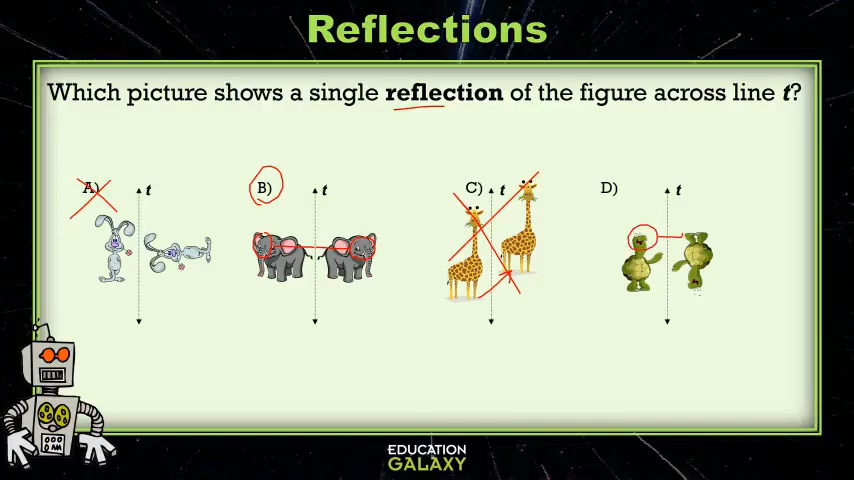 Reflections
Which picture shows a single reflection of the figure across line t?
A) t B) t C) t D) t
EDUCATION
GALAXY